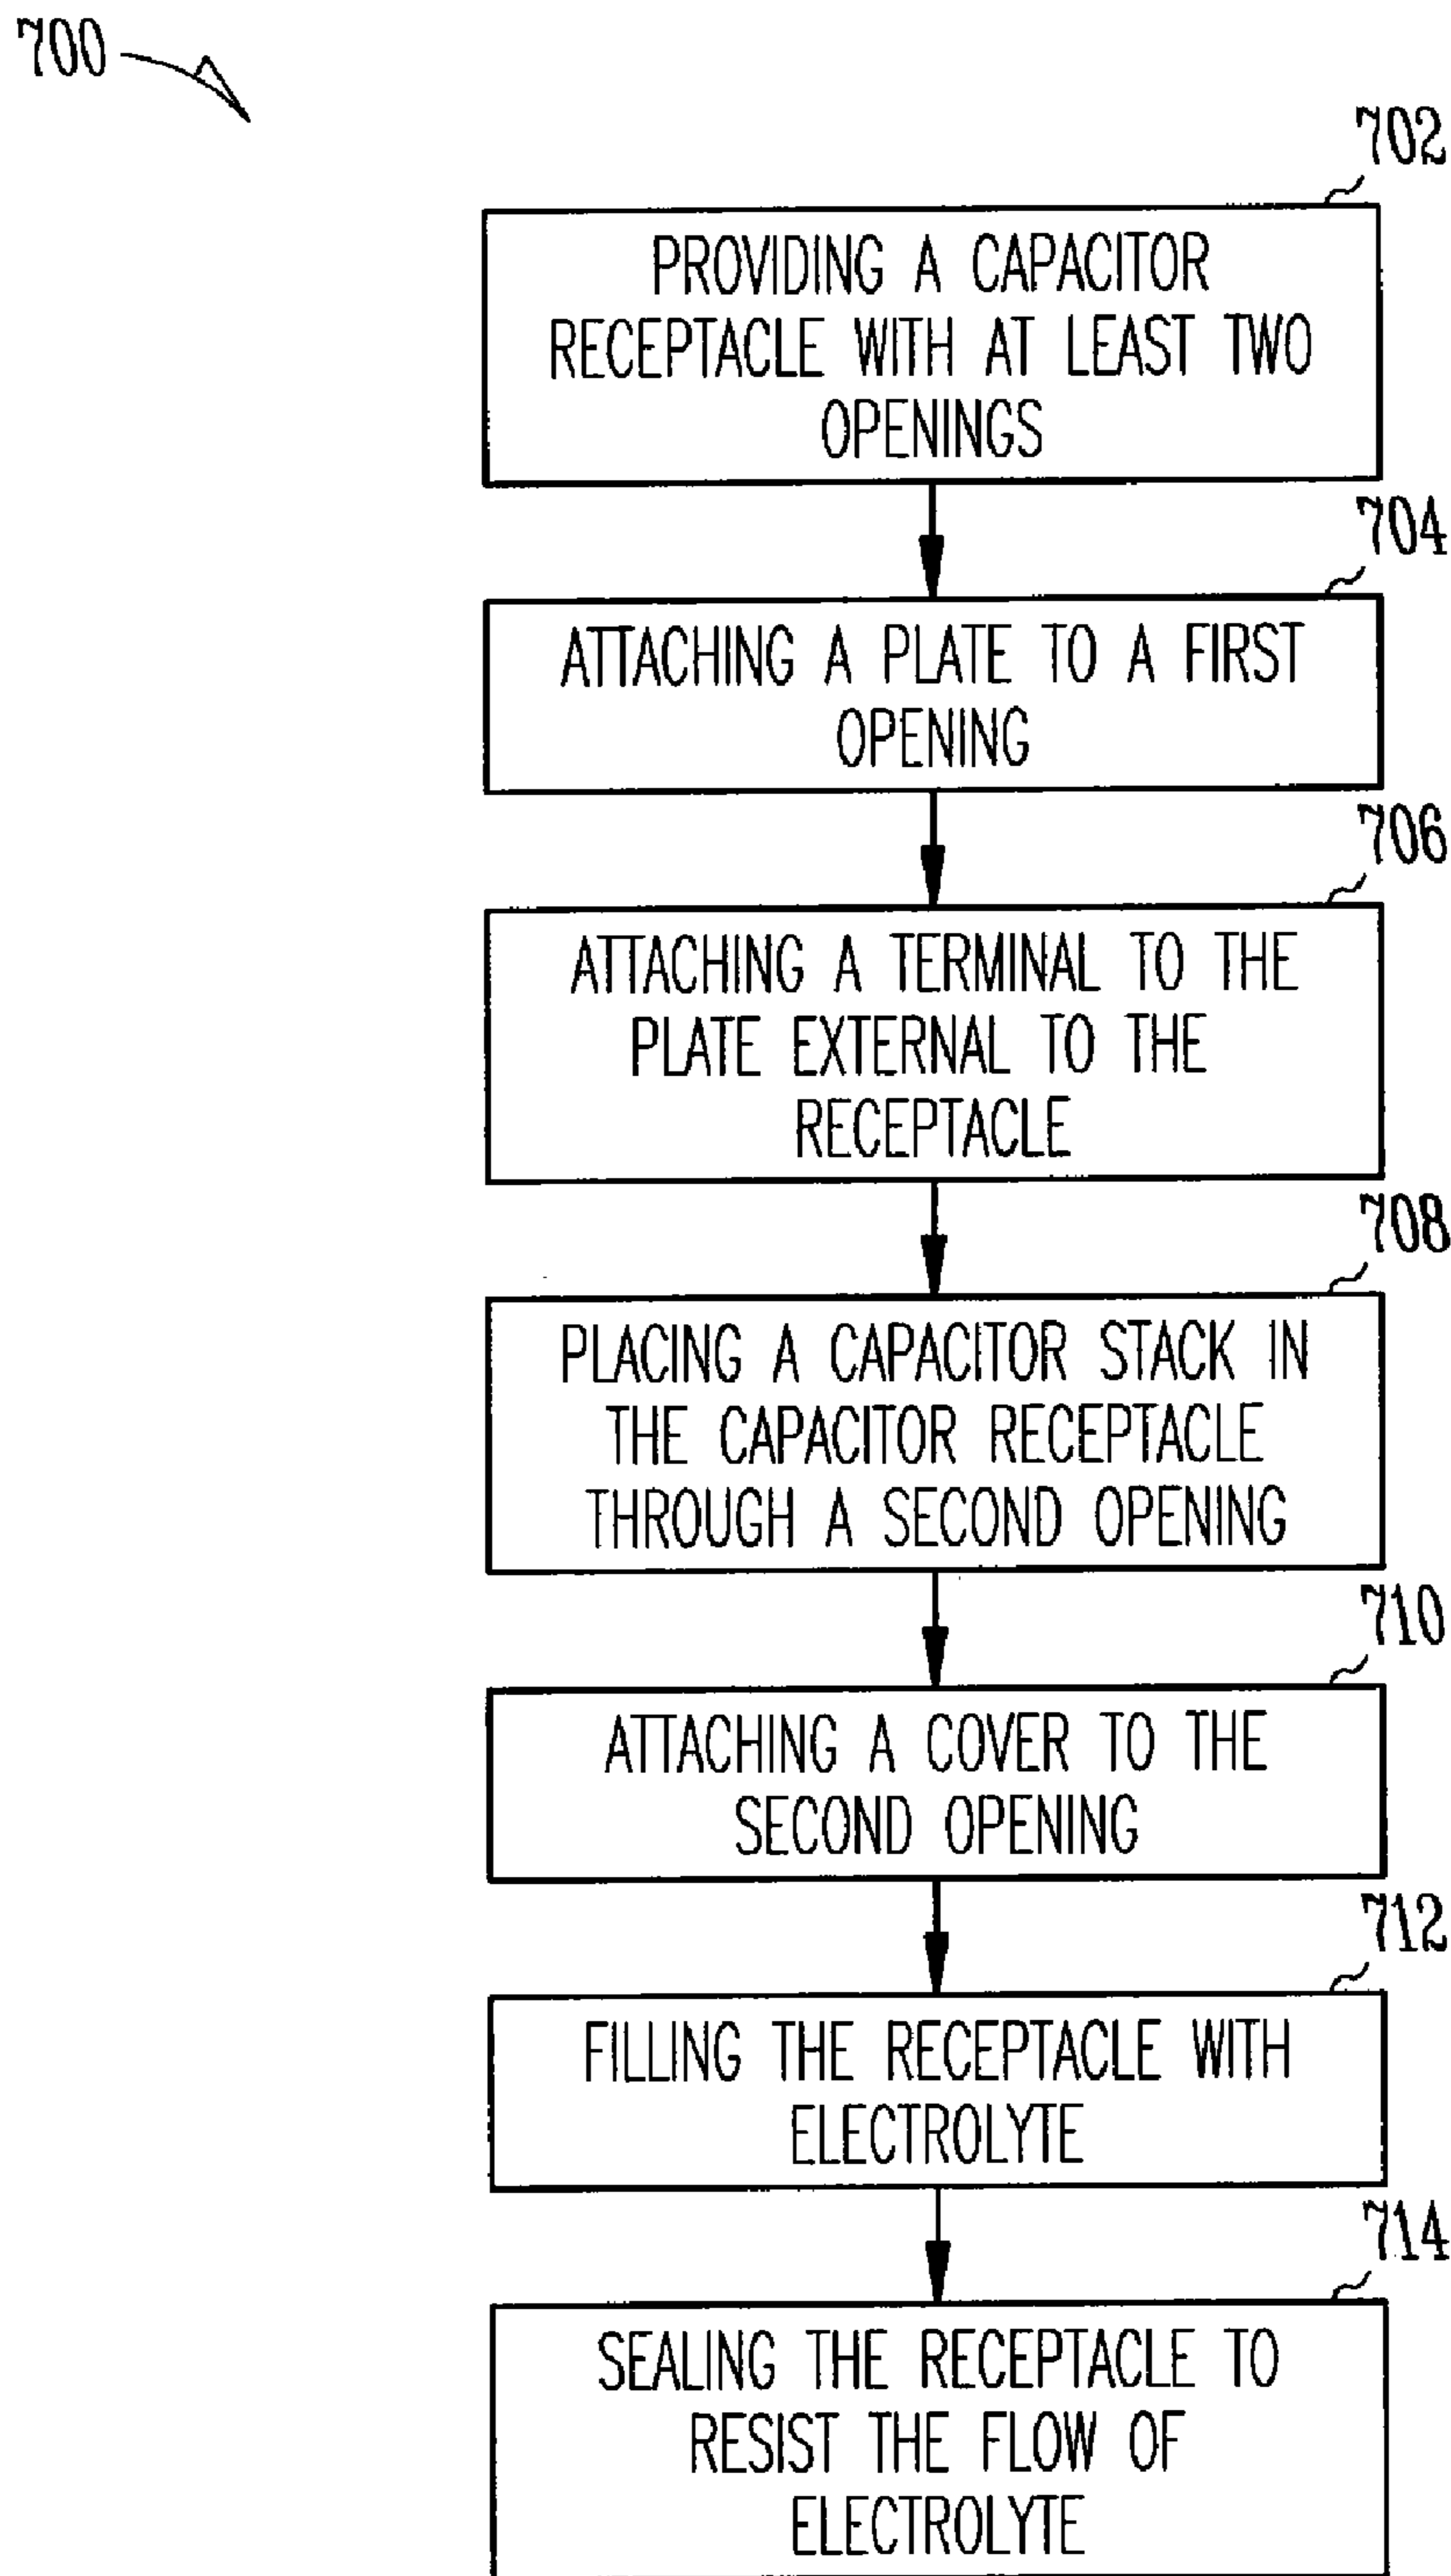 700
702
PROVIDING A CAPACITOR
RECEPTACLE WITH AT LEAST TWO
OPENINGS
704
ATTACHING A PLATE TO A FIRST
OPENING
706
ATTACHING A TERMINAL TO THE
PLATE EXTERNAL TO THE
RECEPTACLE
708
PLACING A CAPACITOR STACK IN
THE CAPACITOR RECEPTACLE
THROUGH A SECOND OPENING
710
ATTACHING A COVER TO THE
SECOND OPENING
712
FILLING THE RECEPTACLE WITH
ELECTROLYTE
714
SEALING THE RECEPTACLE TO
RESIST THE FLOW OF
ELECTROLYTE